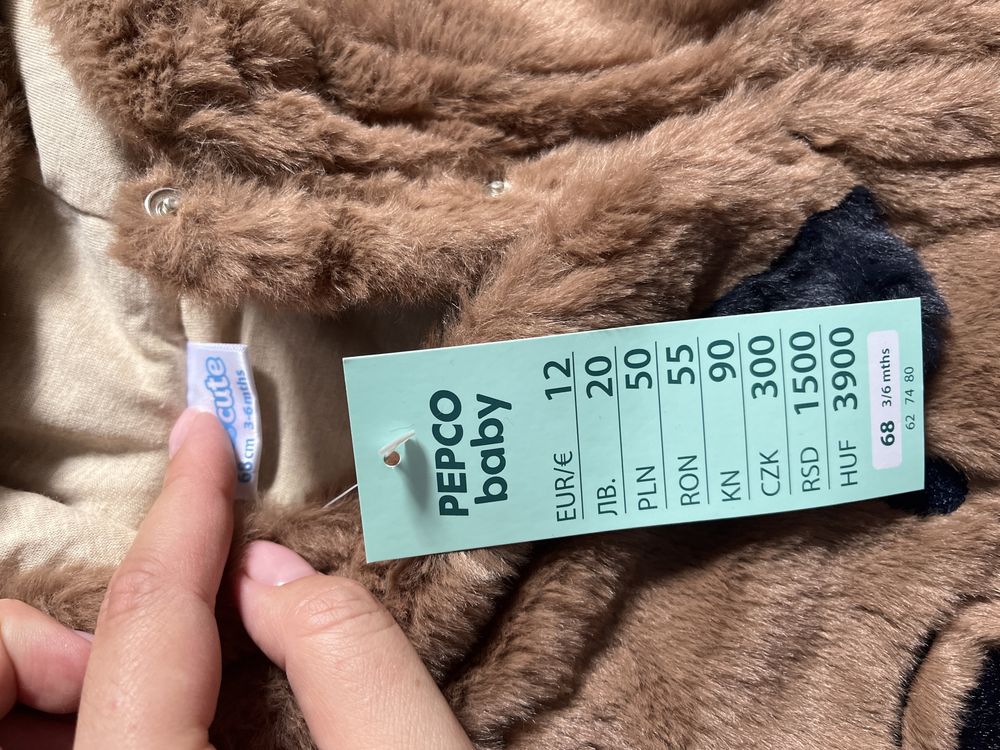 PEPCO
baby
EUR/€ 12
ЛВ. 20
PLN 50
RON 55
KN 90
CZK 300
RSD 1500
HUF 3900
68 3/6 mths
62 74 80
cute
68 cm 3-6 mths